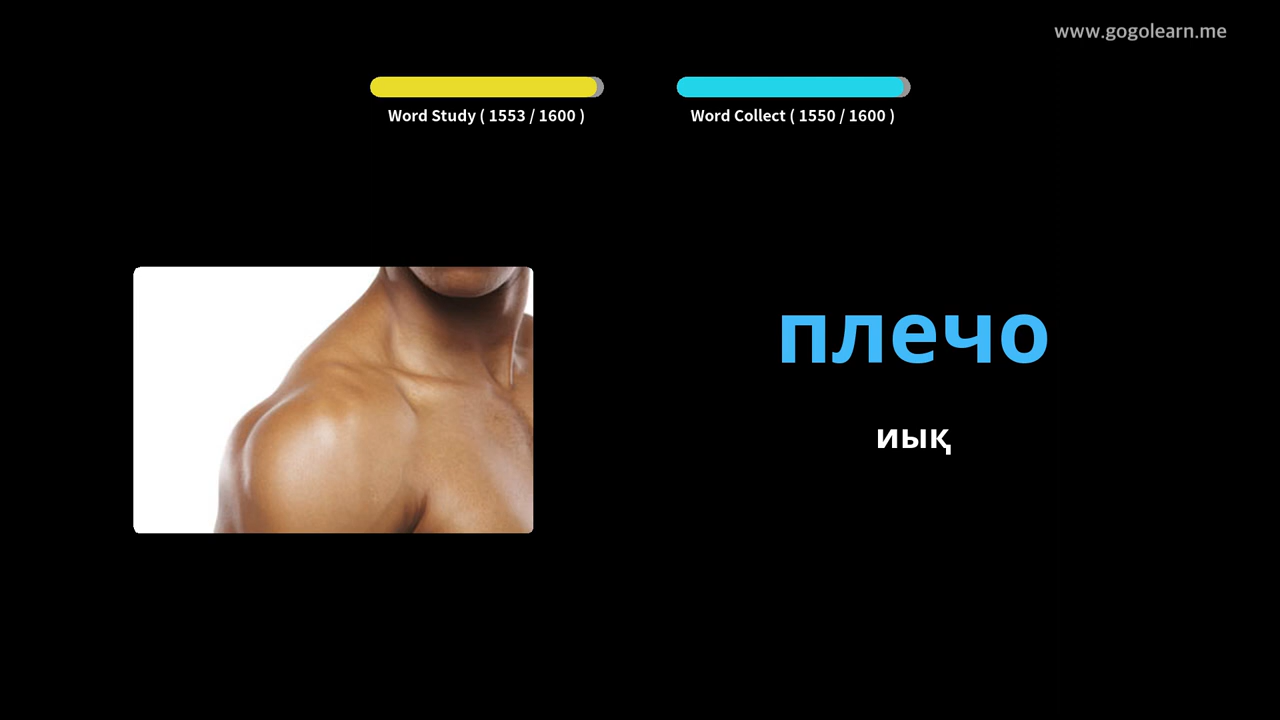 www.gogolearn.me
Word Study ( 1553 / 1600 )
Word Collect ( 1550 / 1600 )
плечо
иық